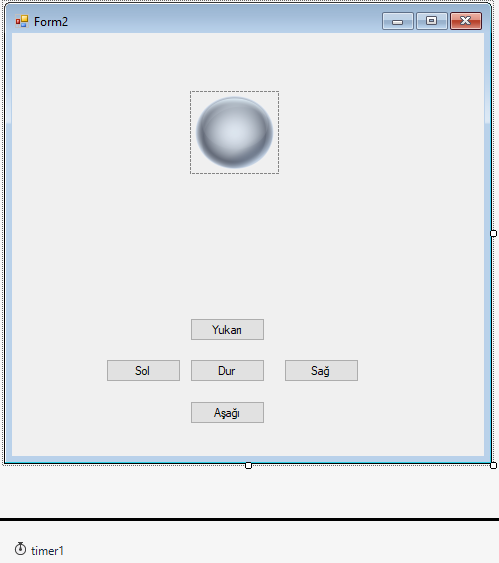 Form2
Yukarı
Sol Dur Sağ
Aşağı
timer1